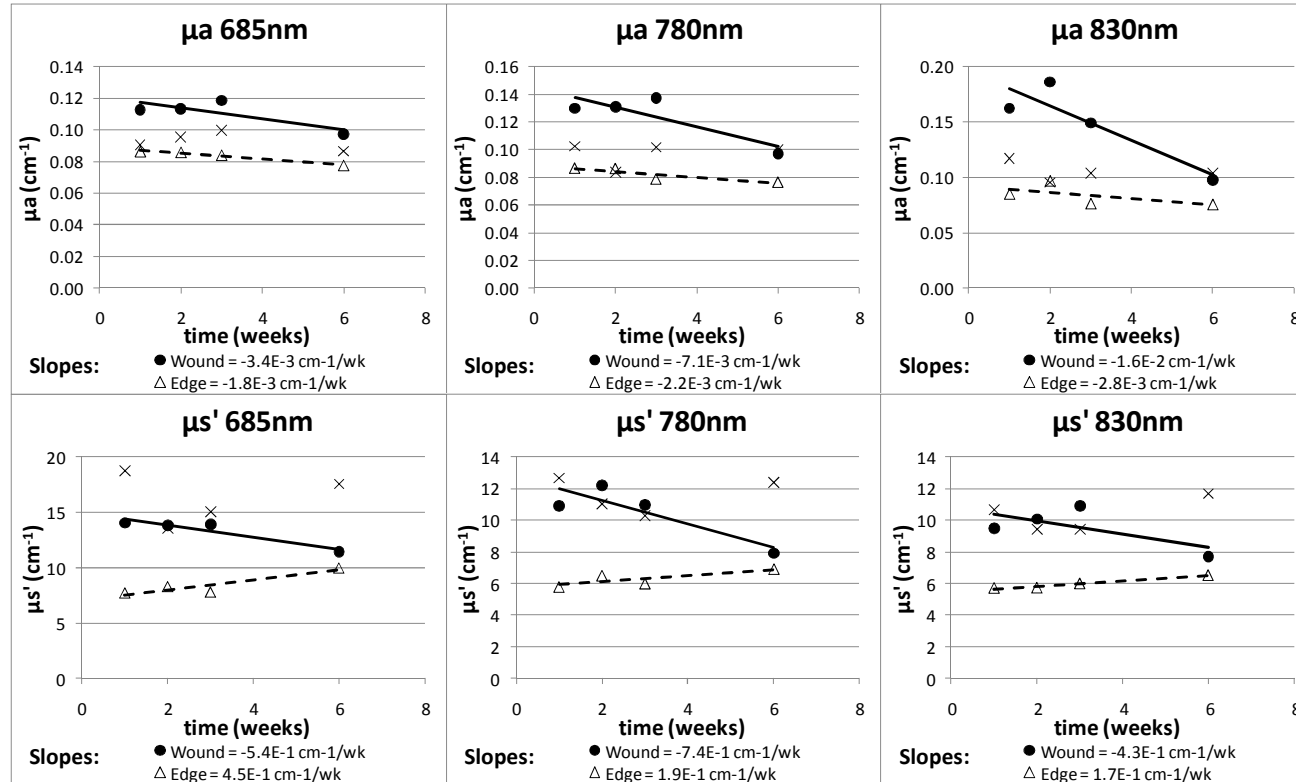 μa 685nm
μa (cm-1)
0.14
0.12
0.10
0.08
0.06
0.04
0.02
0.00
0 2 4 6 8
time (weeks)
Slopes:
Wound = -3.4E-3 cm-1/wk
Edge = -1.8E-3 cm-1/wk
μa 780nm
μa (cm-1)
0.16
0.14
0.12
0.10
0.08
0.06
0.04
0.02
0.00
0 2 4 6 8
time (weeks)
Slopes:
Wound = -7.1E-3 cm-1/wk
Edge = -2.2E-3 cm-1/wk
μa 830nm
μa (cm-1)
0.20
0.15
0.10
0.05
0.00
0 2 4 6 8
time (weeks)
Slopes:
Wound = -1.6E-2 cm-1/wk
Edge = -2.8E-3 cm-1/wk
μs' 685nm
μs' (cm-1)
20
15
10
5
0
0 2 4 6 8
time (weeks)
Slopes:
Wound = -5.4E-1 cm-1/wk
Edge = 4.5E-1 cm-1/wk
μs' 780nm
μs' (cm-1)
14
12
10
8
6
4
2
0
0 2 4 6 8
time (weeks)
Slopes:
Wound = -7.4E-1 cm-1/wk
Edge = 1.9E-1 cm-1/wk
μs' 830nm
μs' (cm-1)
14
12
10
8
6
4
2
0
0 2 4 6 8
time (weeks)
Slopes:
Wound = -4.3E-1 cm-1/wk
Edge = 1.7E-1 cm-1/wk